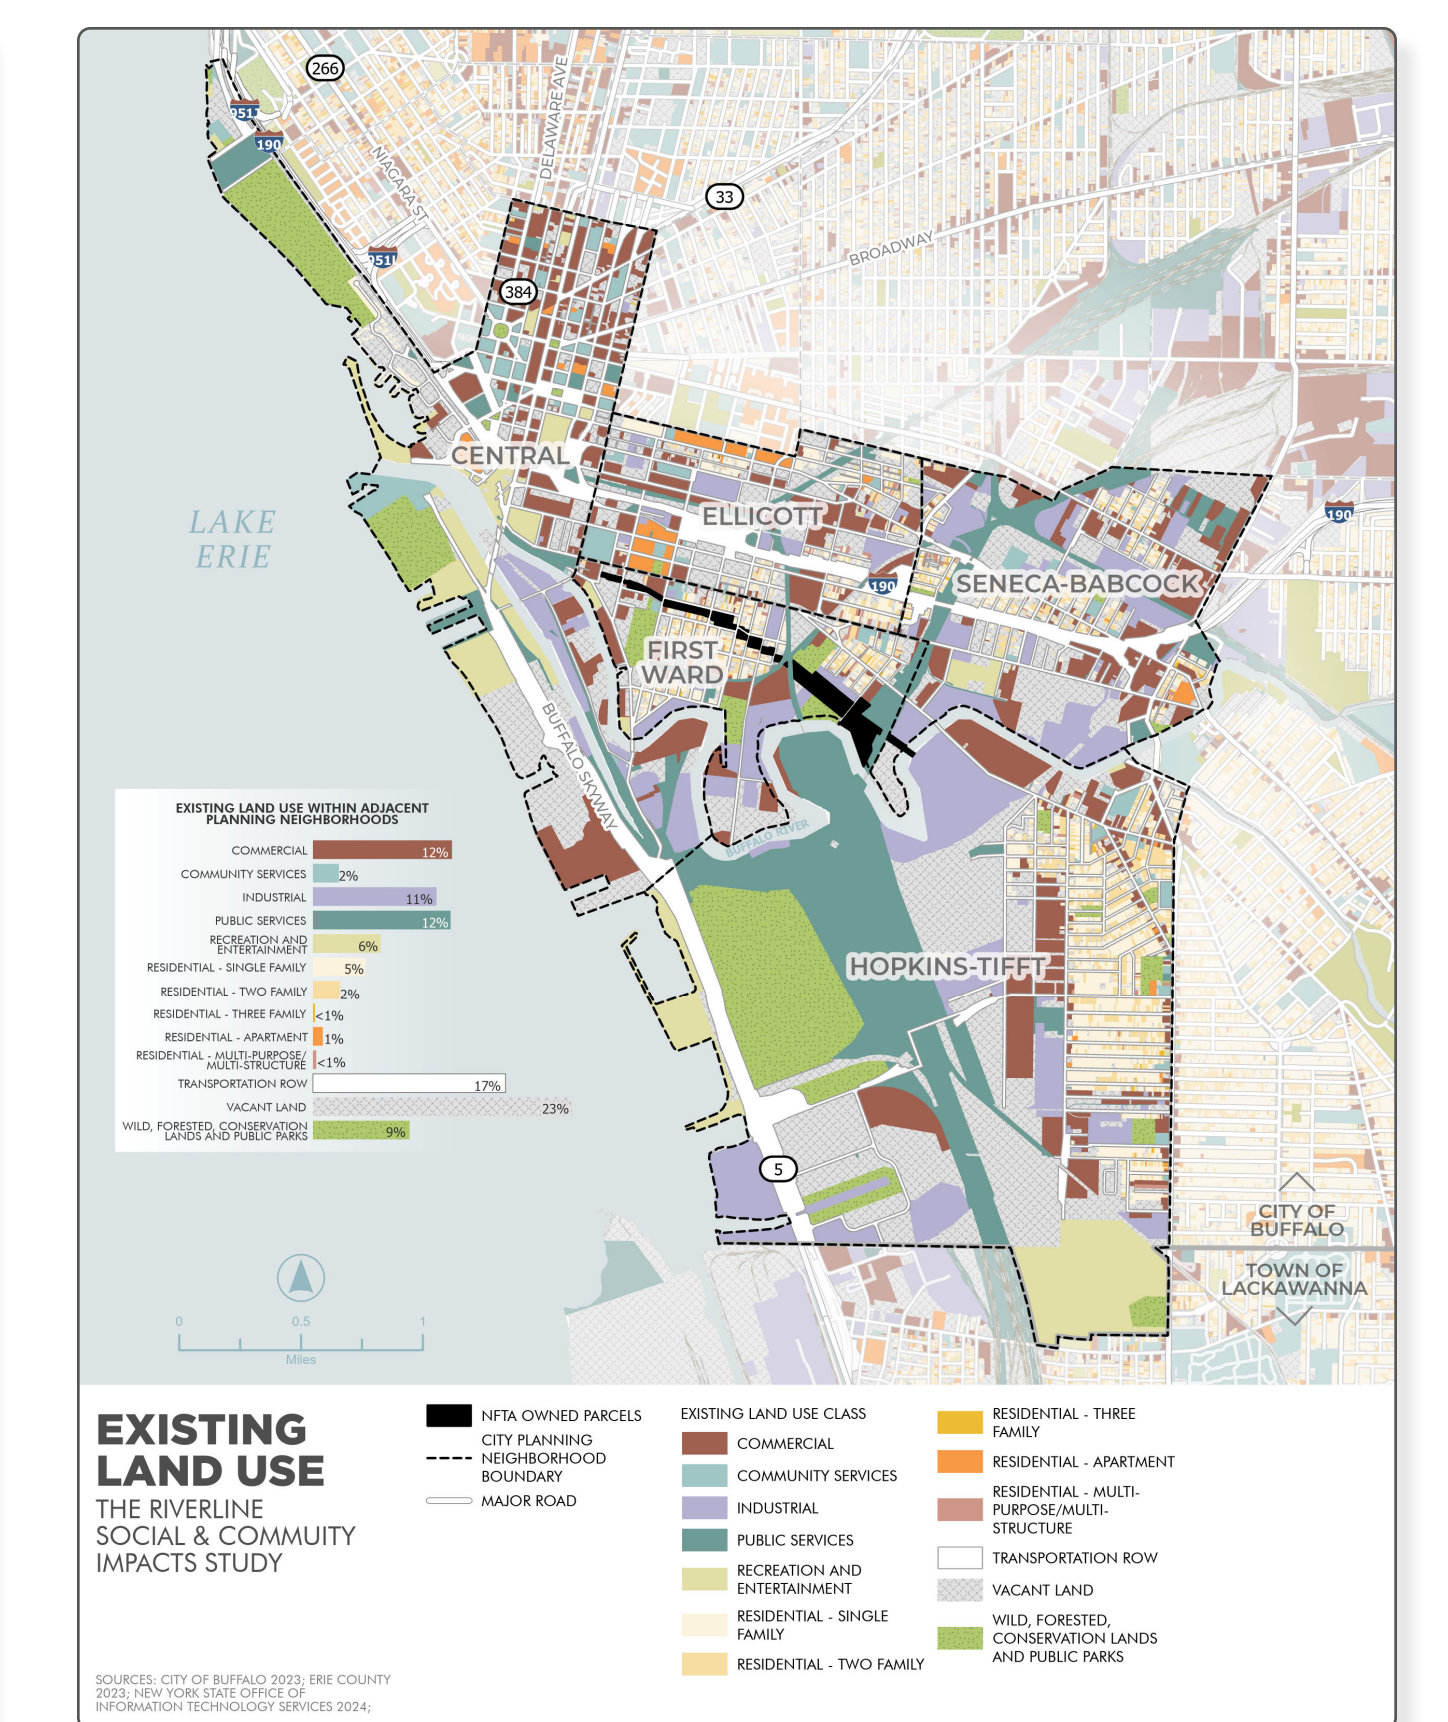 266
951
190
NIAGARA ST
DELAWARE AVE
33
BROADWAY
951I
384
CENTRAL
LAKE
ERIE
ELLICOTT
190
SENECA-BABCOCK
190
FIRST
WARD
BUFFALO SKYWAY
BUFFALO RIVER
HOPKINS-TIFFT
5
CITY OF
BUFFALO
TOWN OF
LACKAWANNA
EXISTING LAND USE WITHIN ADJACENT
PLANNING NEIGHBORHOODS
COMMERCIAL 12%
COMMUNITY SERVICES 2%
INDUSTRIAL 11%
PUBLIC SERVICES 12%
RECREATION AND
ENTERTAINMENT 6%
RESIDENTIAL - SINGLE FAMILY 5%
RESIDENTIAL - TWO FAMILY 2%
RESIDENTIAL - THREE FAMILY <1%
RESIDENTIAL - APARTMENT 1%
RESIDENTIAL - MULTI-PURPOSE/
MULTI-STRUCTURE <1%
TRANSPORTATION ROW 17%
VACANT LAND 23%
WILD, FORESTED, CONSERVATION
LANDS AND PUBLIC PARKS 9%
0 0.5 1
Miles
EXISTING
LAND USE
THE RIVERLINE
SOCIAL & COMMUITY
IMPACTS STUDY
SOURCES: CITY OF BUFFALO 2023; ERIE COUNTY
2023; NEW YORK STATE OFFICE OF
INFORMATION TECHNOLOGY SERVICES 2024;
NFTA OWNED PARCELS
CITY PLANNING
NEIGHBORHOOD
BOUNDARY
MAJOR ROAD
EXISTING LAND USE CLASS
COMMERCIAL
COMMUNITY SERVICES
INDUSTRIAL
PUBLIC SERVICES
RECREATION AND
ENTERTAINMENT
RESIDENTIAL - SINGLE
FAMILY
RESIDENTIAL - TWO FAMILY
RESIDENTIAL - THREE
FAMILY
RESIDENTIAL - APARTMENT
RESIDENTIAL - MULTI-
PURPOSE/MULTI-
STRUCTURE
TRANSPORTATION ROW
VACANT LAND
WILD, FORESTED,
CONSERVATION LANDS
AND PUBLIC PARKS